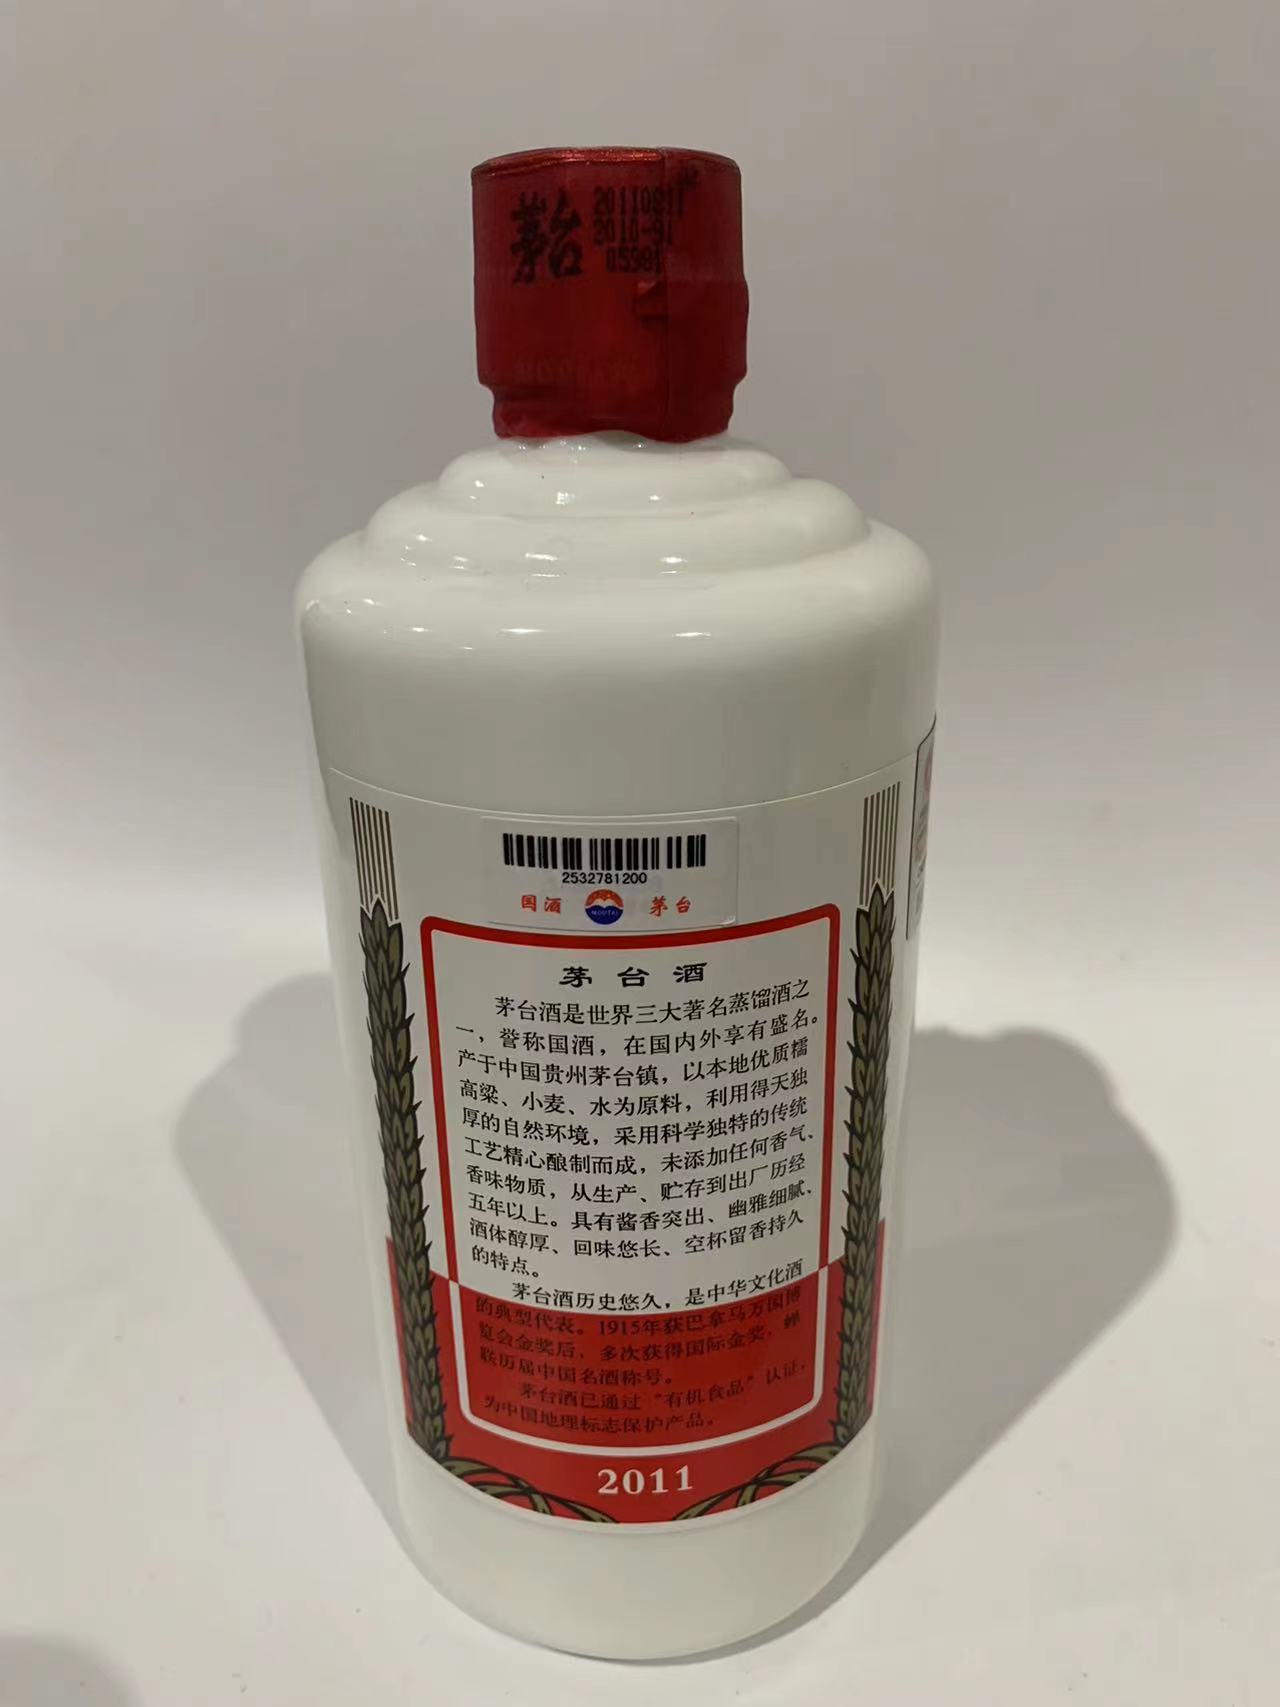 茅台
20110811
2010-91
05981
2532781200
国酒 MOUTAI 茅台
茅台酒
茅台酒是世界三大著名蒸馏酒之
一，誉称国酒，在国内外享有盛名。
产于中国贵州茅台镇，以本地优质糯
高粱、小麦、水为原料，利用得天独
厚的自然环境，采用科学独特的传统
工艺精心酿制而成，未添加任何香气、
香味物质，从生产、贮存到出厂历经
五年以上。具有酱香突出、幽雅细腻、
酒体醇厚、回味悠长、空杯留香持久
的特点。
茅台酒历史悠久，是中华文化酒
的典型代表。1915年获巴拿马万国博
览会金奖后，多次获得国际金奖，蝉
联历届中国名酒称号。
茅台酒已通过“有机食品”认证，
为中国地理标志保护产品。
2011